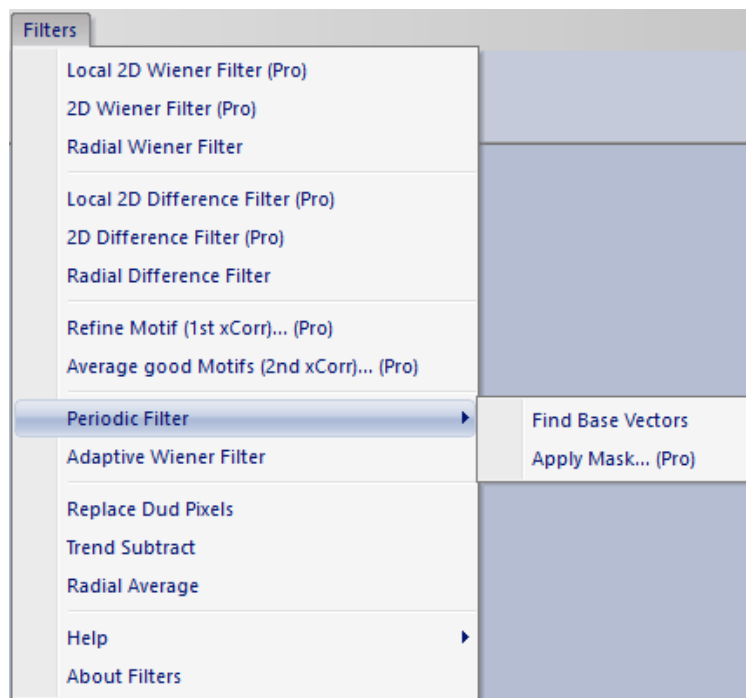 Filters
Local 2D Wiener Filter (Pro)
2D Wiener Filter (Pro)
Radial Wiener Filter
Local 2D Difference Filter (Pro)
2D Difference Filter (Pro)
Radial Difference Filter
Refine Motif (1st xCorr)... (Pro)
Average good Motifs (2nd xCorr)... (Pro)
Periodic Filter
Find Base Vectors
Adaptive Wiener Filter
Apply Mask... (Pro)
Replace Dud Pixels
Trend Subtract
Radial Average
Help
About Filters